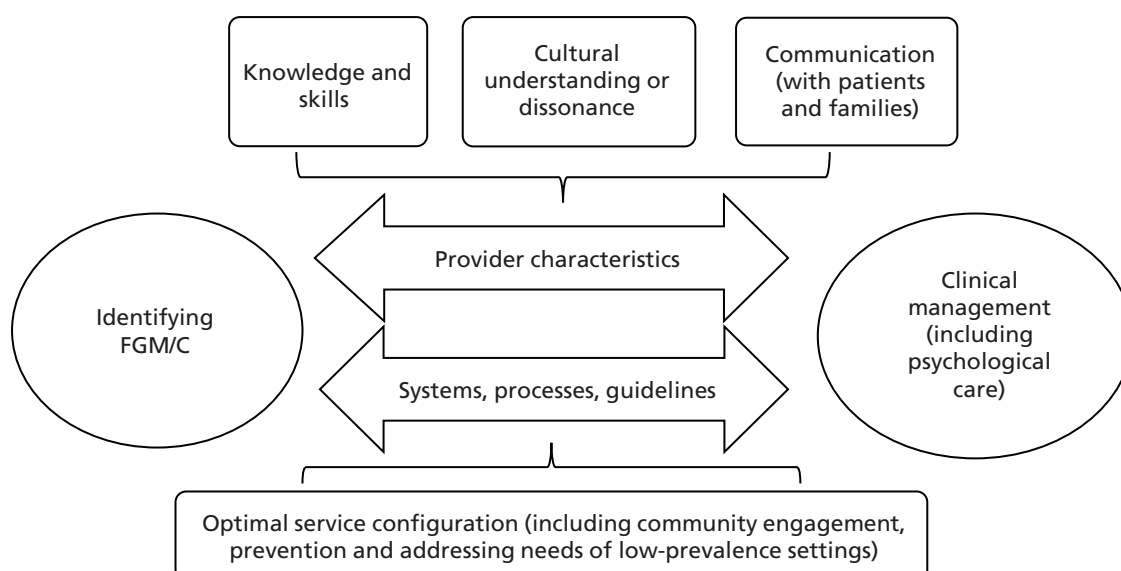 Knowledge and
skills
Cultural
understanding or
dissonance
Communication
(with patients
and families)
Provider characteristics
Identifying
FGM/C
Clinical
management
(including
psychological
care)
Systems, processes, guidelines
Optimal service configuration (including community engagement,
prevention and addressing needs of low-prevalence settings)